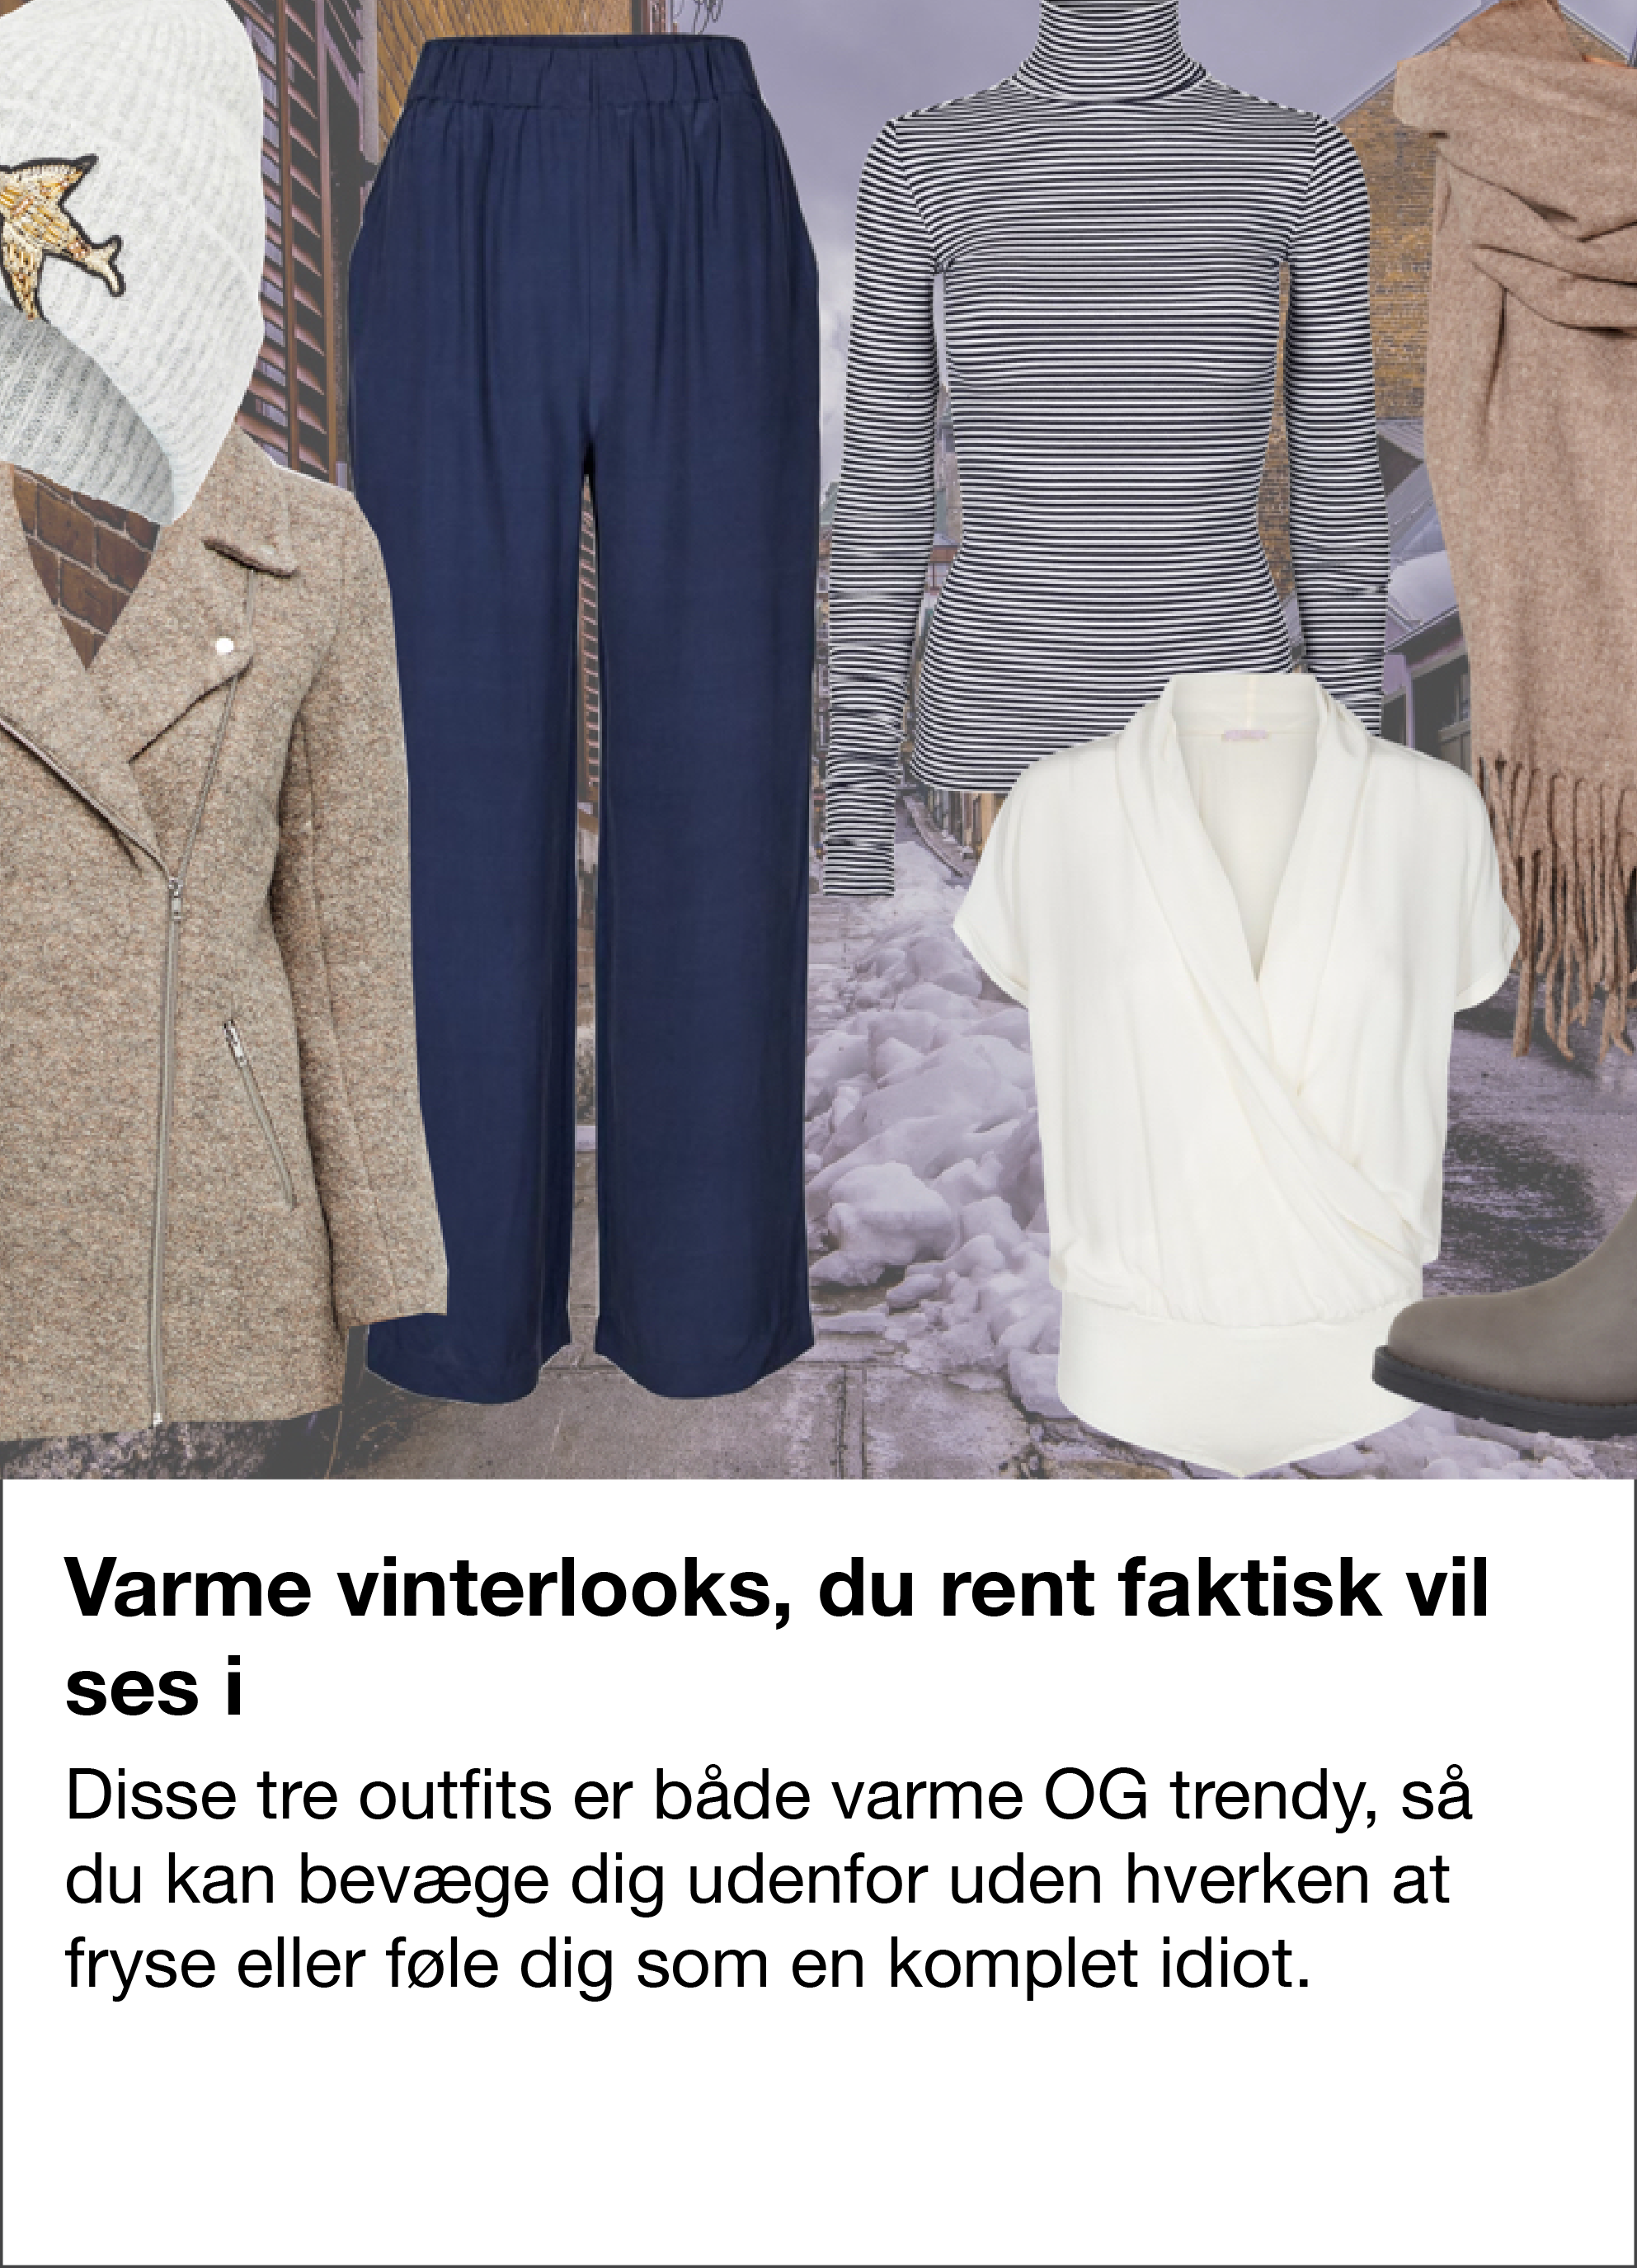 Varme vinterlooks, du rent faktisk vil
ses i
Disse tre outfits er både varme OG trendy, så
du kan bevæge dig udenfor uden hverken at
fryse eller føle dig som en komplet idiot.